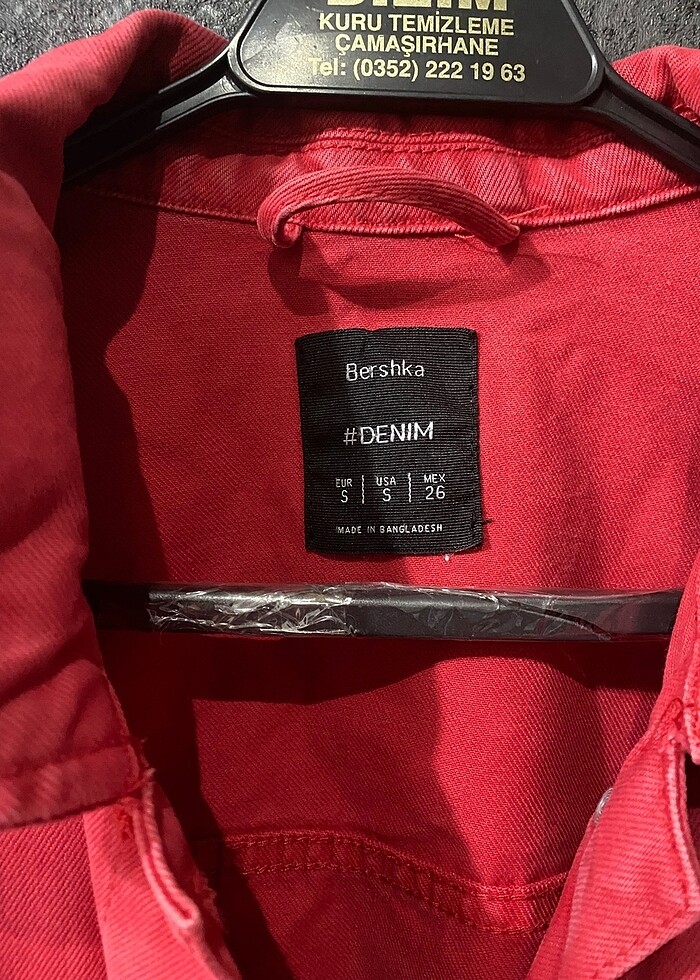 KURU TEMİZLEME
ÇAMAŞIRHANE
Tel: (0352) 222 19 63
Bershka
#DENIM
EUR USA MEX
S S 26
MADE IN BANGLADESH